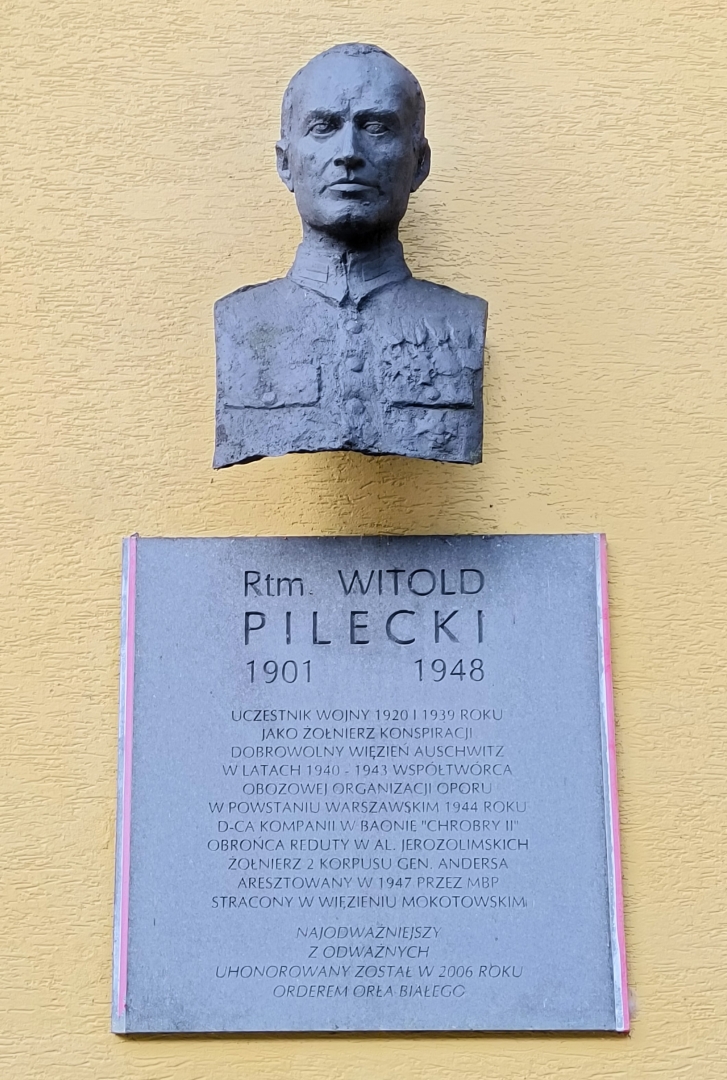 Rtm. WITOLD
PILECKI
1901 1948
UCZESTNIK WOJNY 1920 I 1939 ROKU
JAKO ŻOŁNIERZ KONSPIRACJI
DOBROWOLNY WIĘZIEŃ AUSCHWITZ
W LATACH 1940 - 1943 WSPÓŁTWÓRCA
OBOZOWEJ ORGANIZACJI OPORU
W POWSTANIU WARSZAWSKIM 1944 ROKU
D-CA KOMPANII W BAONIE "CHROBRY II"
OBROŃCA REDUTY W AL. JEROZOLIMSKICH
ŻOŁNIERZ 2 KORPUSU GEN. ANDERSA
ARESZTOWANY W 1947 PRZEZ MBP
STRACONY W WIĘZIENIU MOKOTOWSKIM
NAJODWAŻNIEJSZY
Z ODWAŻNYCH
UHONOROWANY ZOSTAŁ W 2006 ROKU
ORDEREM ORŁA BIAŁEGO